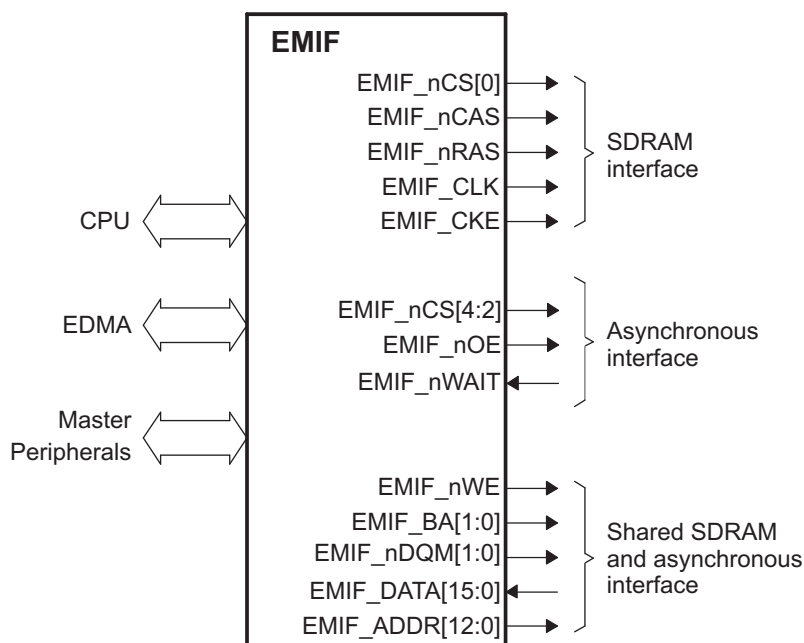 EMIF
EMIF_nCS[0]
EMIF_nCAS
EMIF_nRAS
EMIF_CLK
EMIF_CKE
SDRAM
interface
CPU
EDMA
Master
Peripherals
EMIF_nCS[4:2]
EMIF_nOE
EMIF_nWAIT
Asynchronous
interface
EMIF_nWE
EMIF_BA[1:0]
EMIF_nDQM[1:0]
EMIF_DATA[15:0]
EMIF_ADDR[12:0]
Shared SDRAM
and asynchronous
interface